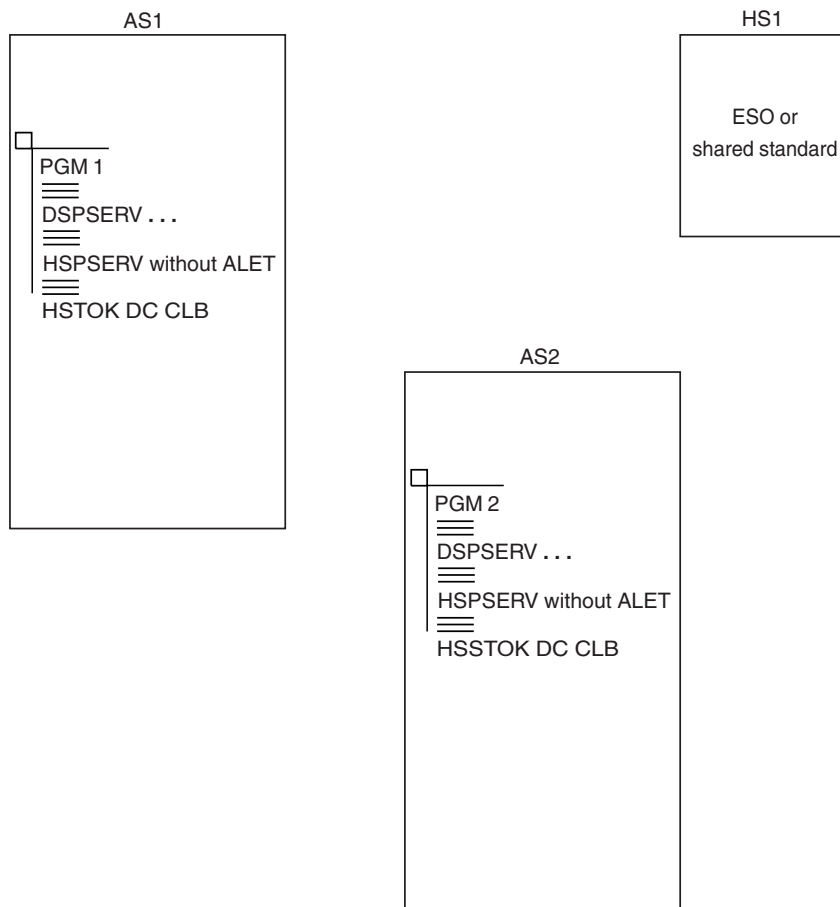 AS1
PGM 1
DSPSERV . . .
HSPSERV without ALET
HSTOK DC CLB
HS1
ESO or
shared standard
AS2
PGM 2
DSPSERV . . .
HSPSERV without ALET
HSSTOK DC CLB